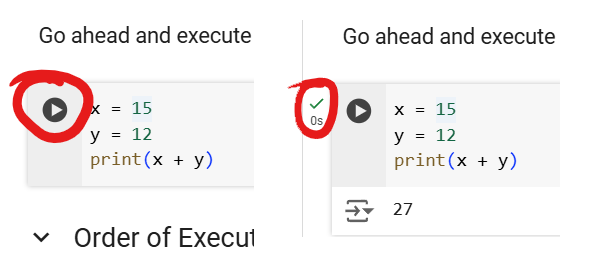 Go ahead and execute
x = 15
y = 12
print(x + y)
Order of Execut
Go ahead and execute
0s
x = 15
y = 12
print(x + y)
27